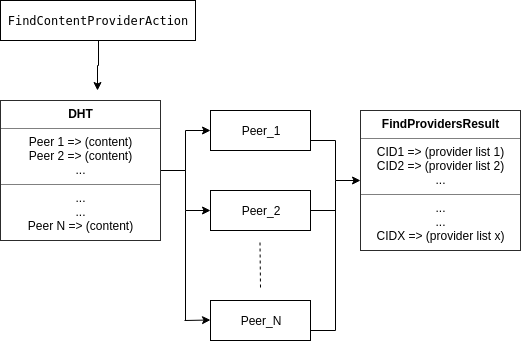 FindContentProviderAction
DHT
Peer 1 => (content)
Peer 2 => (content)
...
...
...
Peer N => (content)
Peer_1
Peer_2
Peer_N
FindProvidersResult
CID1 => (provider list 1)
CID2 => (provider list 2)
...
...
...
CIDX => (provider list x)